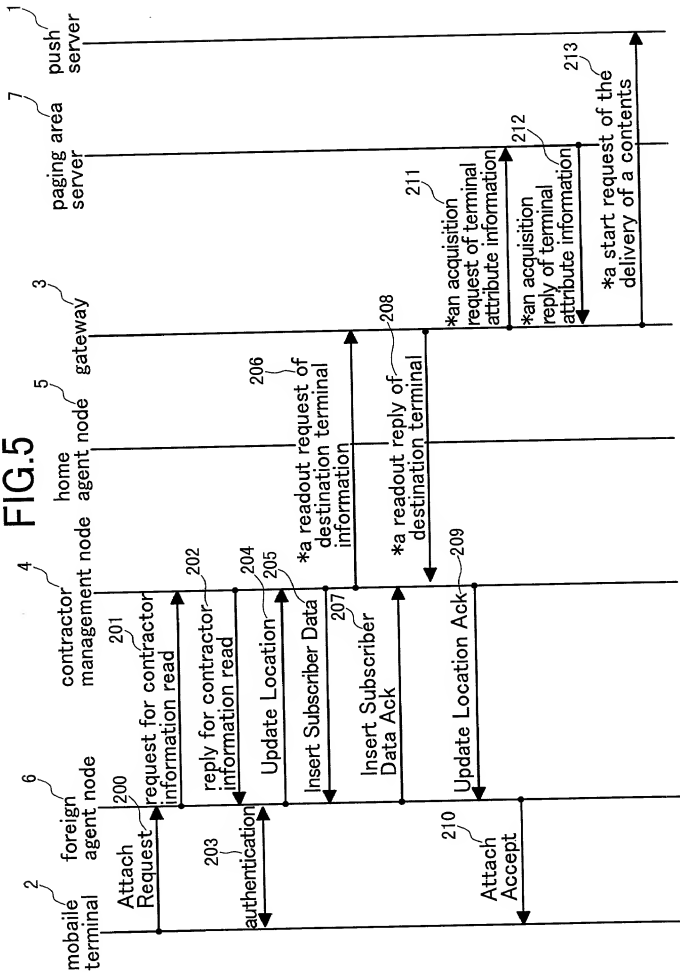 FIG.5
2
mobaile
terminal
6
foreign
agent node
4
contractor
management node
5
home
agent node
3
gateway
7
paging area
server
1
push
server
Attach
Request
200
201
request for contractor
information read
202
reply for contractor
information read
203
authentication
204
Update Location
205
Insert Subscriber Data
206
*a readout request of
destination terminal
information
207
Insert Subscriber
Data Ack
208
*a readout reply of
destination terminal
209
Update Location Ack
210
Attach
Accept
211
*an acquisition
request of terminal
attribute information
212
*an acquisition
reply of terminal
attribute information
213
*a start request of the
delivery of a contents